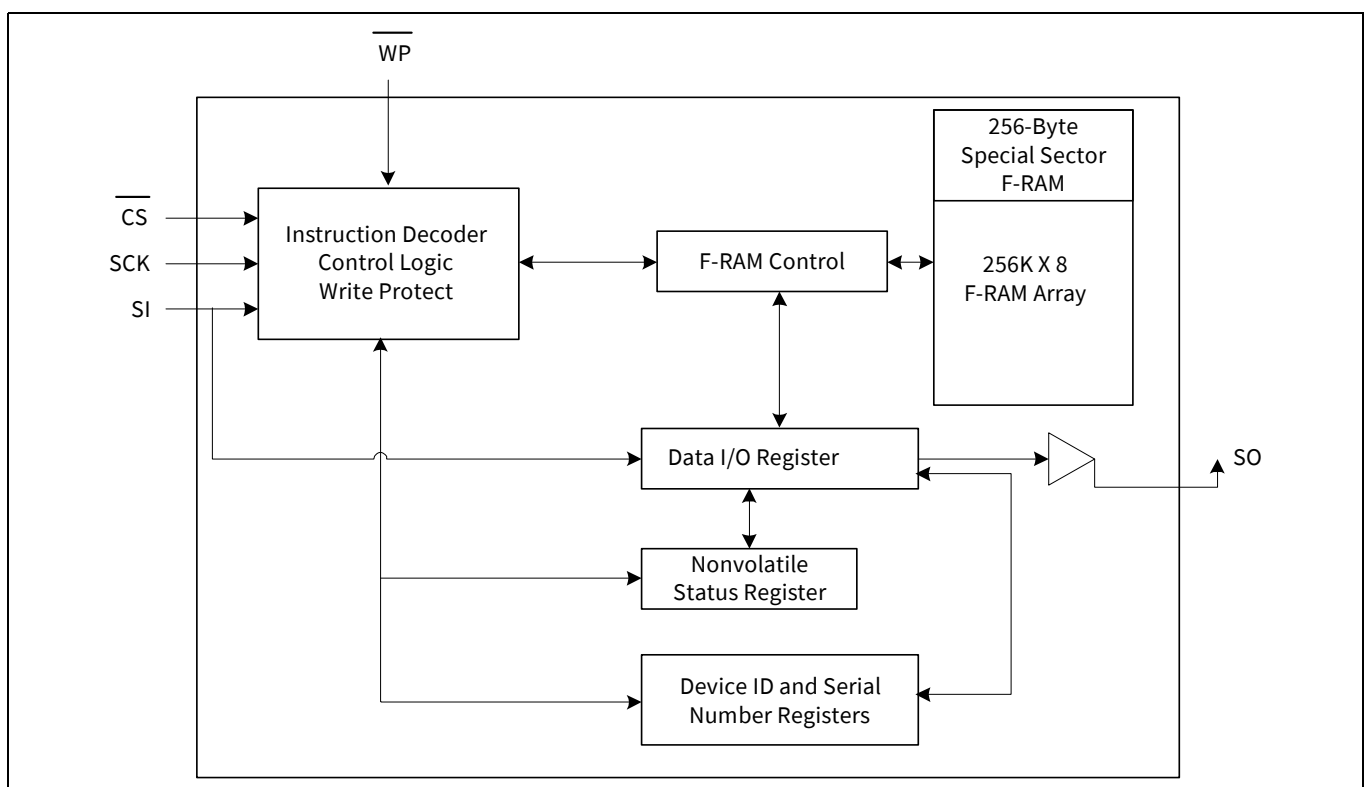 WP
256-Byte
Special Sector
F-RAM
CS
SCK
SI
Instruction Decoder
Control Logic
Write Protect
F-RAM Control
256K X 8
F-RAM Array
Data I/O Register
SO
Nonvolatile
Status Register
Device ID and Serial
Number Registers